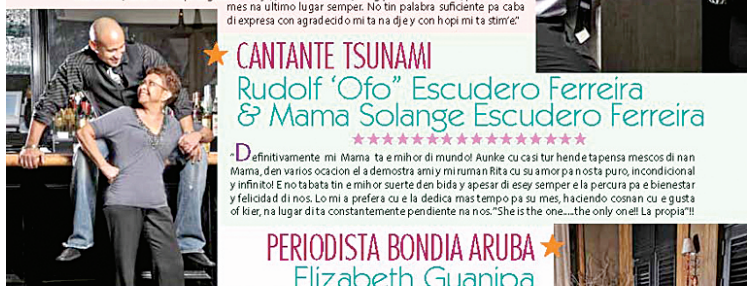 mes na ultimo lugar semper. No tin palabra suficiente pa caba
di expresa con agradecido mi ta na dje y con hopi mi ta stim'e."
CANTANTE TSUNAMI
Rudolf ‘Ofo” Escudero Ferreira
& Mama Solange Escudero Ferreira
“Definitivamente mi Mama ta e mihor di mundo! Aunke cu casi tur hende ta pensa mescos di nan
Mama, den varios ocacion el a demostra ami y mi ruman Rita cu su amor pa nos ta puro, incondicional
y infinito! E no tabata tin e mihor suerte den bida y apesar di esey semper e la percura pa e bienestar
y felicidad di nos. Lo mi a prefera cu e la dedica mas tempo pa su mes, haciendo cosnan cu e gusta
of kier, na lugar di ta constantemente pendiente na nos.“She is the one.....the only one!! La propia”!!
PERIODISTA BONDIA ARUBA
Elizabeth Guanipa